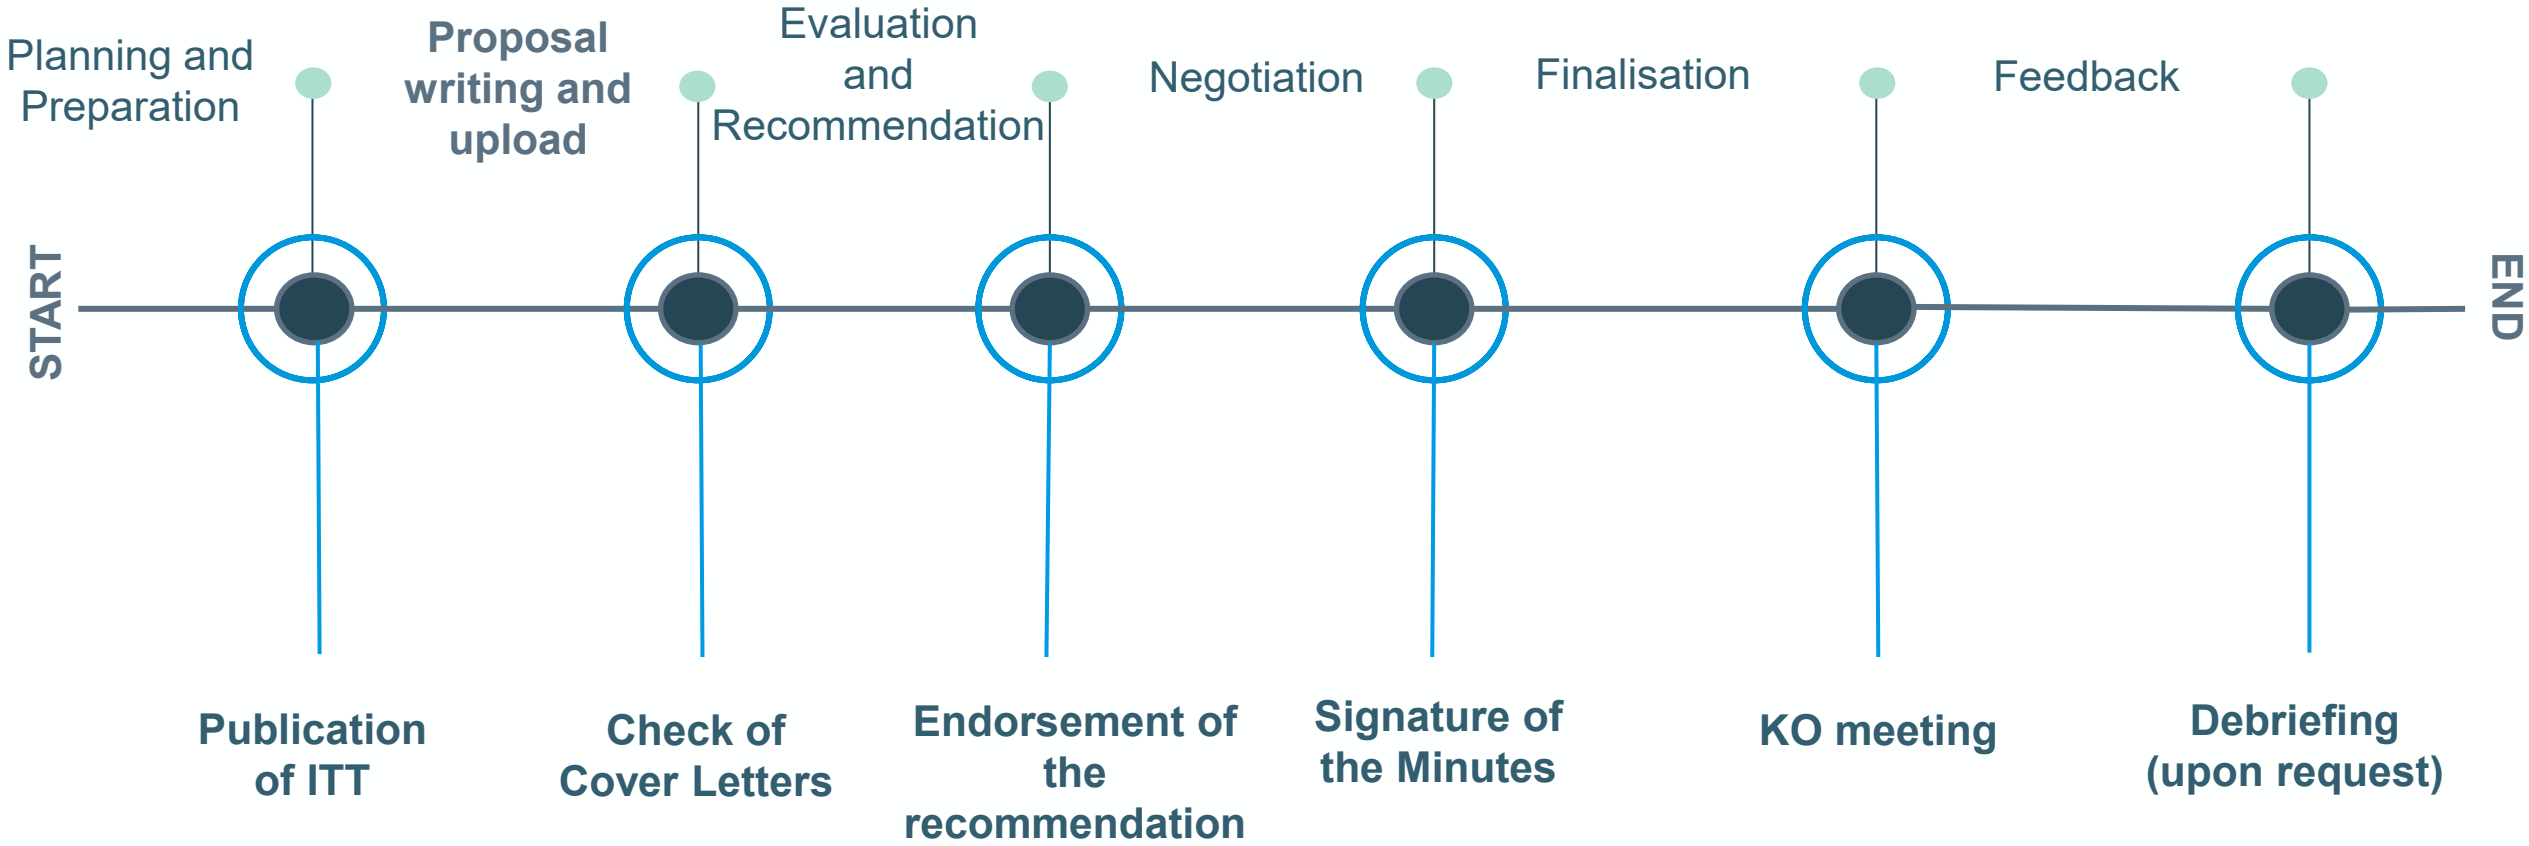 Planning and
Preparation
Proposal
writing and
upload
Evaluation
and
Recommendation
Negotiation
Finalisation
Feedback
START
END
Publication
of ITT
Check of
Cover Letters
Endorsement of
the
recommendation
Signature of
the Minutes
KO meeting
Debriefing
(upon request)